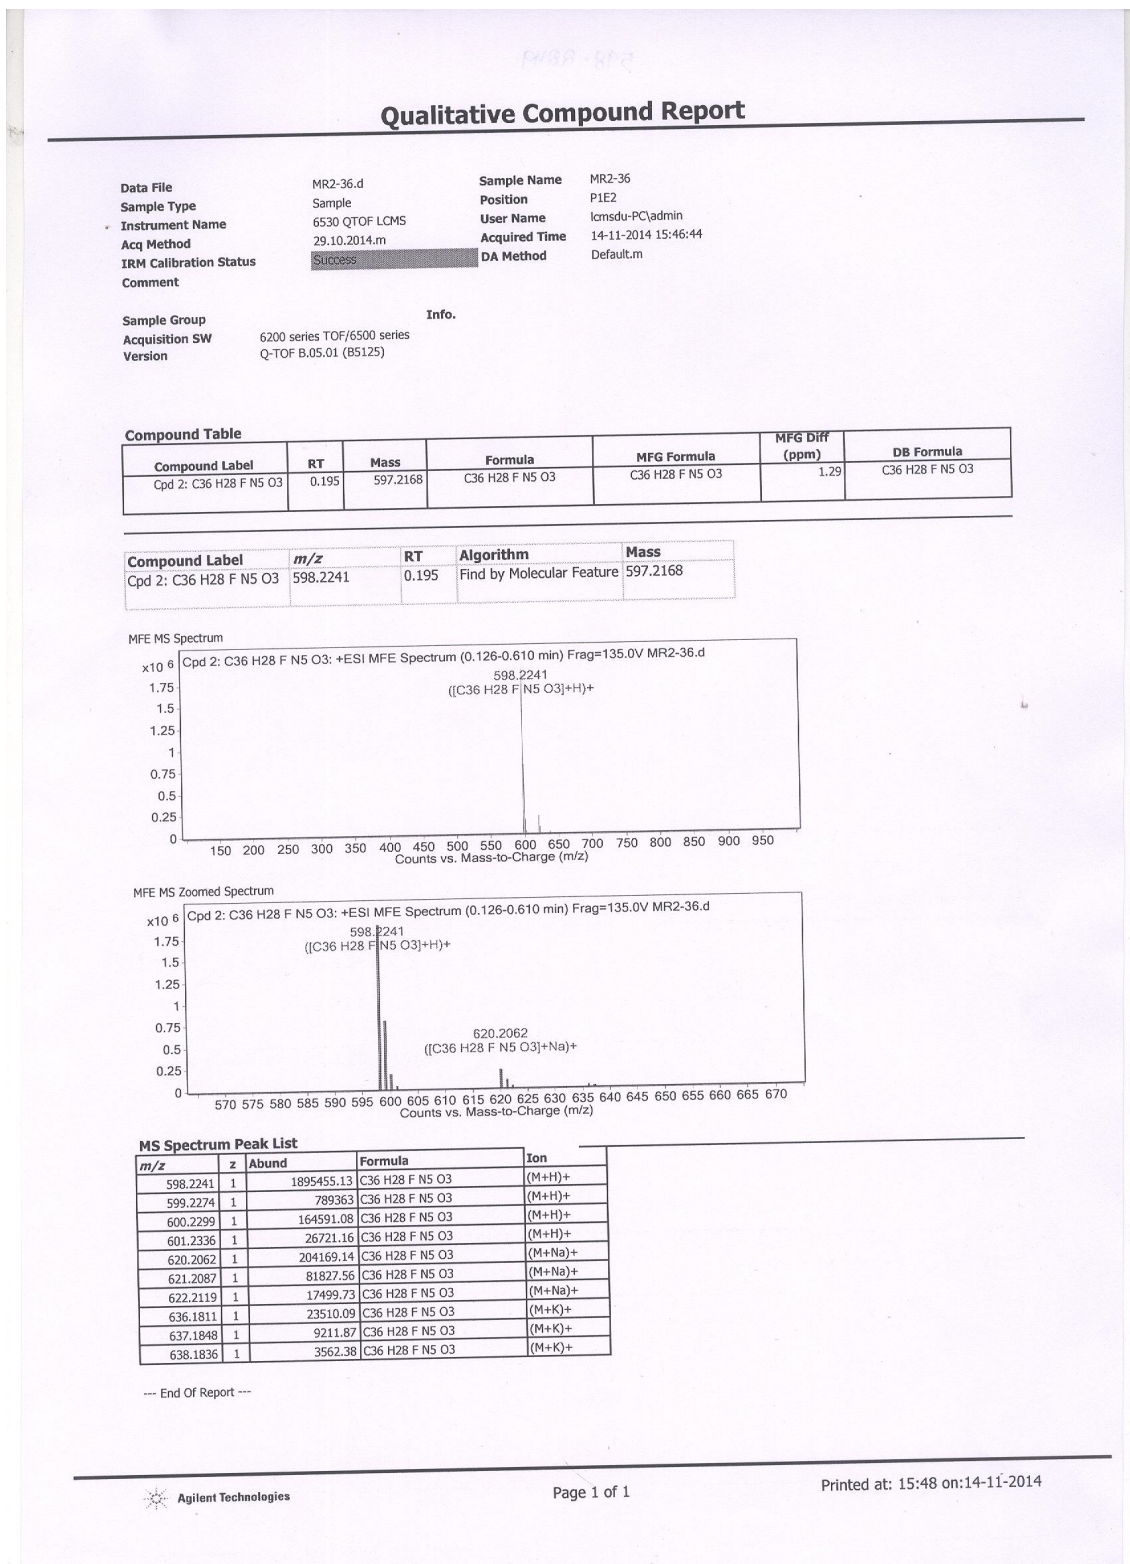 Qualitative Compound Report
Data File MR2-36.d Sample Name MR2-36
Sample Type Sample Position P1E2
Instrument Name 6530 QTOF LCMS User Name lcmsdu-PC\admin
Acq Method 29.10.2014.m Acquired Time 14-11-2014 15:46:44
IRM Calibration Status Success DA Method Default.m
Comment
Sample Group Info.
Acquisition SW 6200 series TOF/6500 series
Version Q-TOF B.05.01 (B5125)
Compound Table
Compound Label RT Mass Formula MFG Formula MFG Diff (ppm) DB Formula
Cpd 2: C36 H28 F N5 O3 0.195 597.2168 C36 H28 F N5 O3 C36 H28 F N5 O3 1.29 C36 H28 F N5 O3
Compound Label m/z RT Algorithm Mass
Cpd 2: C36 H28 F N5 O3 598.2241 0.195 Find by Molecular Feature 597.2168
MFE MS Spectrum
x10 6 Cpd 2: C36 H28 F N5 O3: +ESI MFE Spectrum (0.126-0.610 min) Frag=135.0V MR2-36.d
598.2241
1.75 ([C36 H28 F N5 O3]+H)+
1.5
1.25
1
0.75
0.5
0.25
0
150 200 250 300 350 400 450 500 550 600 650 700 750 800 850 900 950
Counts vs. Mass-to-Charge (m/z)
MFE MS Zoomed Spectrum
x10 6 Cpd 2: C36 H28 F N5 O3: +ESI MFE Spectrum (0.126-0.610 min) Frag=135.0V MR2-36.d
598.2241
1.75 ([C36 H28 F N5 O3]+H)+
1.5
1.25
1
0.75 620.2062
0.5 ([C36 H28 F N5 O3]+Na)+
0.25
0
570 575 580 585 590 595 600 605 610 615 620 625 630 635 640 645 650 655 660 665 670
Counts vs. Mass-to-Charge (m/z)
MS Spectrum Peak List
m/z z Abund Formula Ion
598.2241 1 1895455.13 C36 H28 F N5 O3 (M+H)+
599.2274 1 789363 C36 H28 F N5 O3 (M+H)+
600.2299 1 164591.08 C36 H28 F N5 O3 (M+H)+
601.2336 1 26721.16 C36 H28 F N5 O3 (M+H)+
620.2062 1 204169.14 C36 H28 F N5 O3 (M+Na)+
621.2087 1 81827.56 C36 H28 F N5 O3 (M+Na)+
622.2119 1 17499.73 C36 H28 F N5 O3 (M+Na)+
636.1811 1 23510.09 C36 H28 F N5 O3 (M+K)+
637.1848 1 9211.87 C36 H28 F N5 O3 (M+K)+
638.1836 1 3562.38 C36 H28 F N5 O3 (M+K)+
--- End Of Report ---
Agilent Technologies Page 1 of 1 Printed at: 15:48 on:14-11-2014